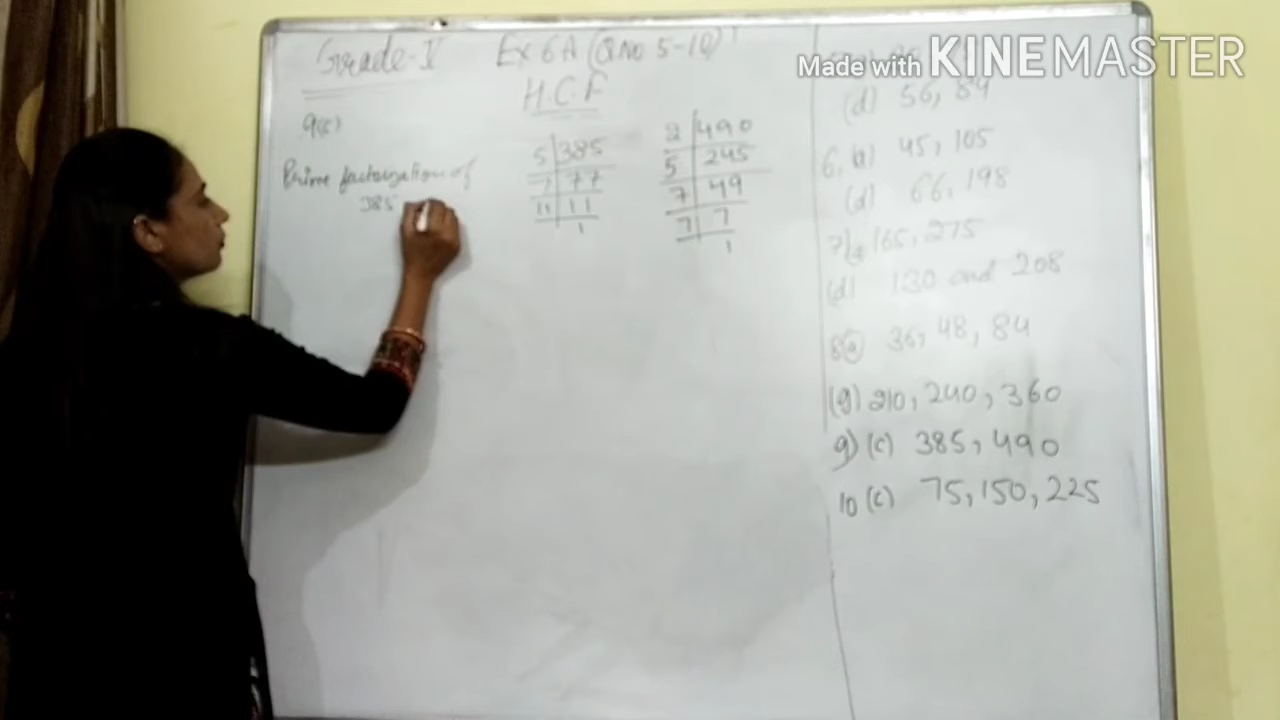 Grade-V Ex 6A (Q no 5-10)
H.C.F
9(c)
Prime factorization of
385
5 385
7 77
11 11
1
2 490
5 245
7 49
7 7
1
(d) 56, 84
6. 45, 105
(d) 66, 198
7) 165, 275
(d) 130 and 208
8(a) 36, 48, 84
(g) 210, 240, 360
9) (c) 385, 490
10 (c) 75, 150, 225
Made with KINEMASTER